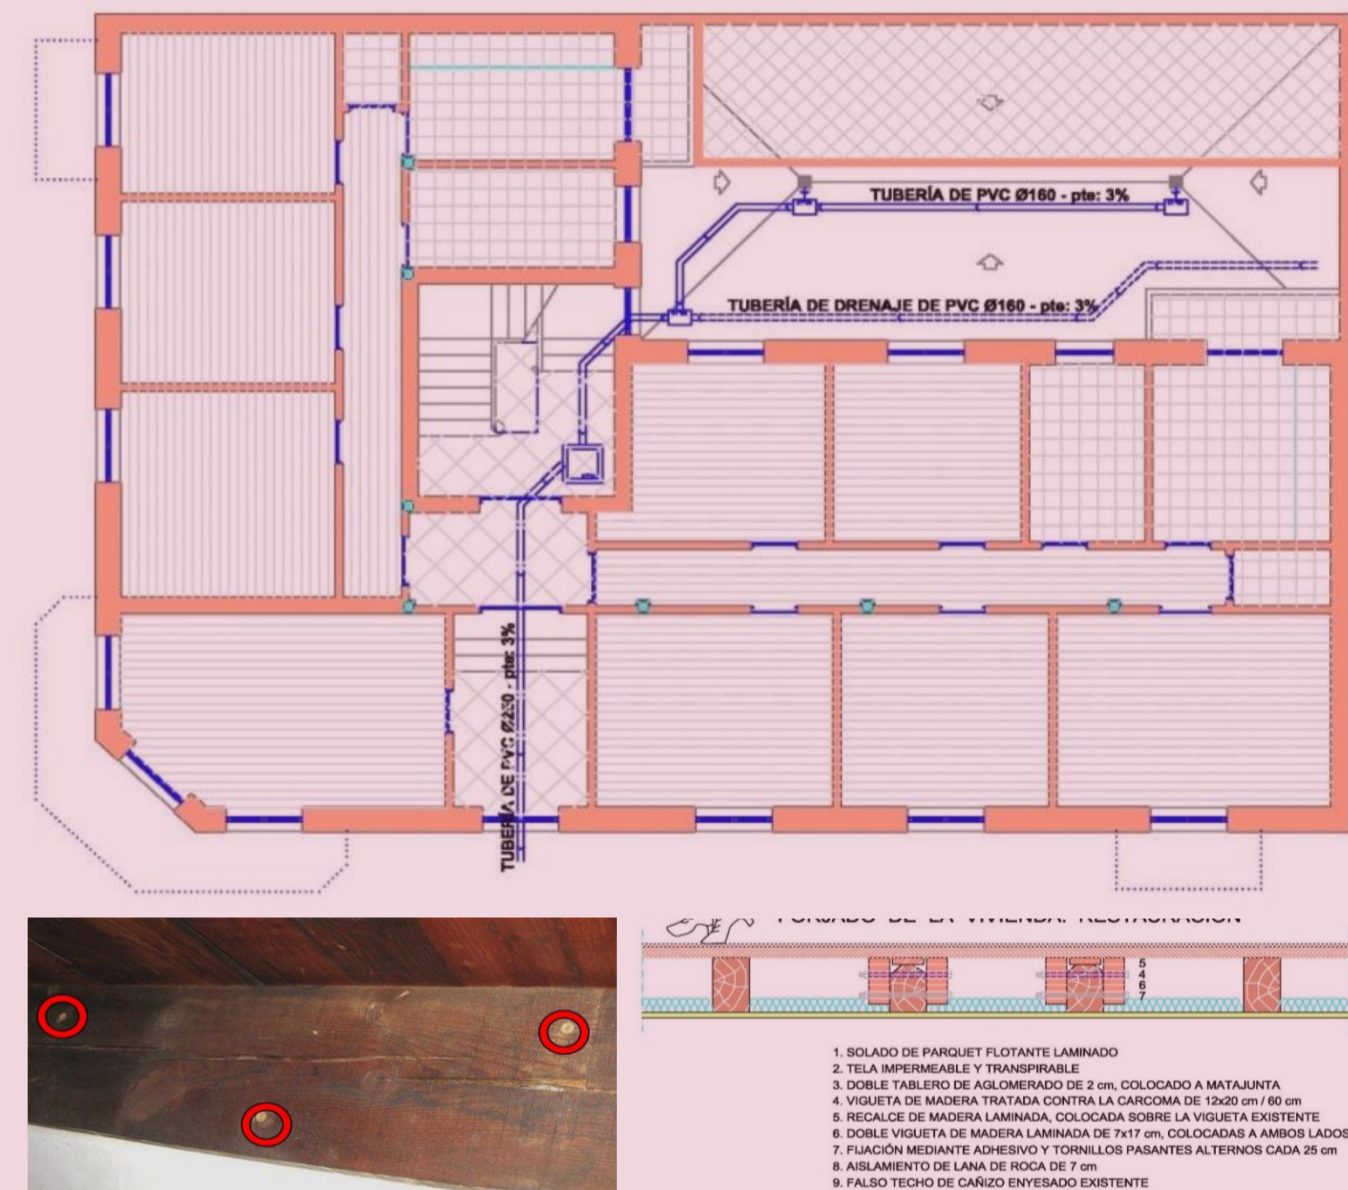 TUBERÍA DE PVC Ø160 - pte: 3%
TUBERÍA DE DRENAJE DE PVC Ø160 - pte: 3%
TUBERÍA DE PVC Ø250 - pte: 3%
FORJADO DE LA VIVIENDA: RESTAURACIÓN
5
4
6
7
1. SOLADO DE PARQUET FLOTANTE LAMINADO
2. TELA IMPERMEABLE Y TRANSPIRABLE
3. DOBLE TABLERO DE AGLOMERADO DE 2 cm, COLOCADO A MATAJUNTA
4. VIGUETA DE MADERA TRATADA CONTRA LA CARCOMA DE 12x20 cm / 60 cm
5. RECALCE DE MADERA LAMINADA, COLOCADA SOBRE LA VIGUETA EXISTENTE
6. DOBLE VIGUETA DE MADERA LAMINADA DE 7x17 cm, COLOCADAS A AMBOS LADOS
7. FIJACIÓN MEDIANTE ADHESIVO Y TORNILLOS PASANTES ALTERNOS CADA 25 cm
8. AISLAMIENTO DE LANA DE ROCA DE 7 cm
9. FALSO TECHO DE CAÑIZO ENYESADO EXISTENTE